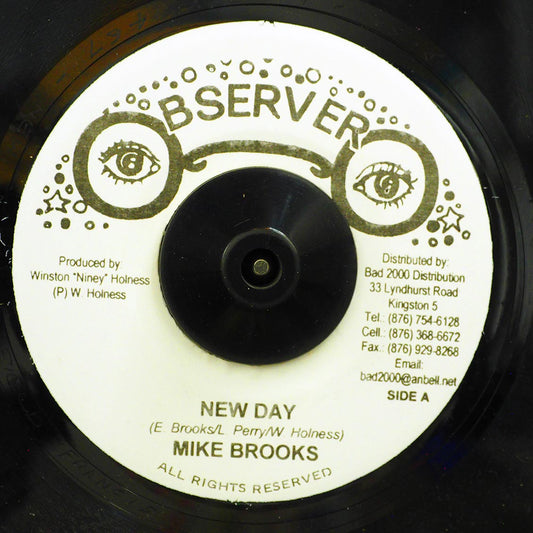 OBSERVER
Produced by:
Winston "Niney" Holness
(P) W. Holness
Distributed by:
Bad 2000 Distribution
33 Lyndhurst Road
Kingston 5
Tel.: (876) 754-6128
Cell.: (876) 368-6672
Fax.: (876) 929-8268
Email:
bad2000@anbell.net
SIDE A
NEW DAY
(E. Brooks/L. Perry/W. Holness)
MIKE BROOKS
ALL RIGHTS RESERVED